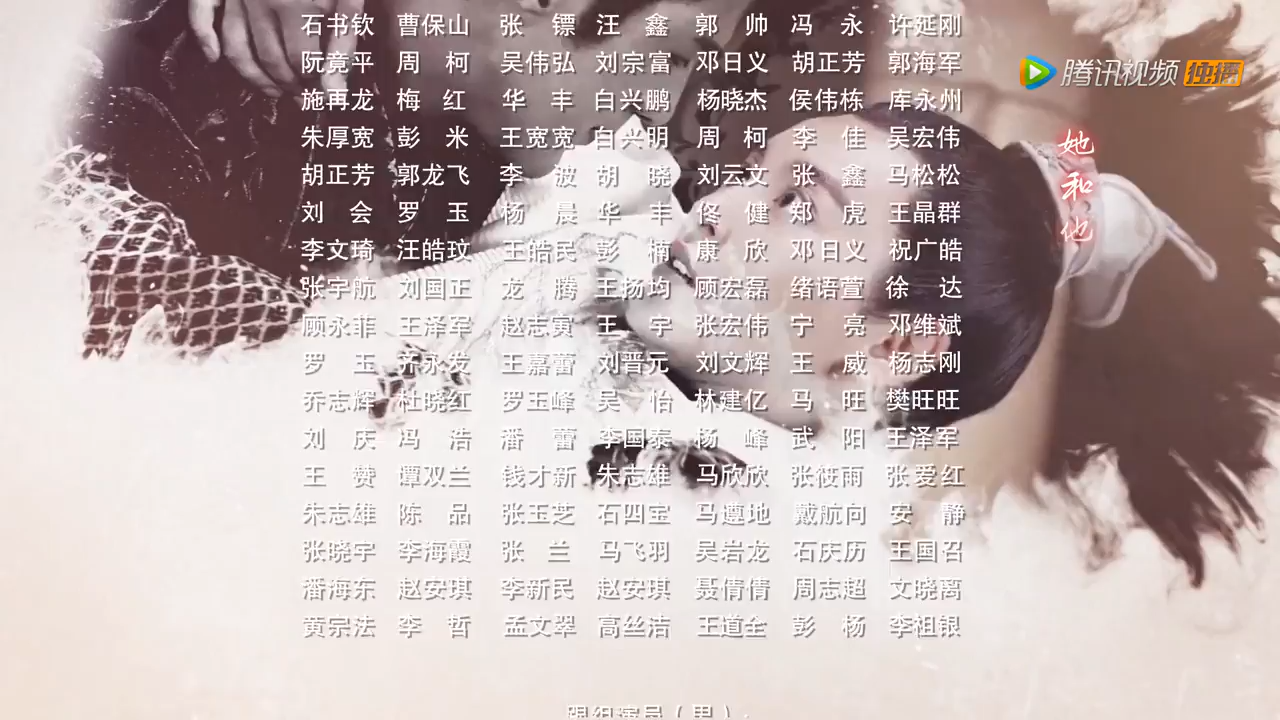 石书钦 曹保山 张 镖 汪 鑫 郭 帅 冯 永 许延刚
阮竟平 周 柯 吴伟弘 刘宗富 邓日义 胡正芳 郭海军
施再龙 梅 红 华 丰 白兴鹏 杨晓杰 侯伟栋 库永州
朱厚宽 彭 米 王宽宽 白兴明 周 柯 李 佳 吴宏伟
胡正芳 郭龙飞 李 波 胡 晓 刘云文 张 鑫 马松松
刘 会 罗 玉 杨 晨 华 丰 佟 健 郑 虎 王晶群
李文琦 汪皓玟 王皓民 彭 楠 康 欣 邓日义 祝广皓
张宇航 刘国正 龙 腾 王扬均 顾宏磊 绪语萱 徐 达
顾永菲 王泽军 赵志寅 王 宇 张宏伟 宁 亮 邓维斌
罗 玉 齐永发 王嘉蕾 刘晋元 刘文辉 王 威 杨志刚
乔志辉 杜晓红 罗玉峰 吴 怡 林建亿 马 旺 樊旺旺
刘 庆 冯 浩 潘 蕾 李国泰 杨 峰 武 阳 王泽军
王 赞 谭双兰 钱才新 朱志雄 马欣欣 张筱雨 张爱红
朱志雄 陈 品 张玉芝 石四宝 马遵地 戴航向 安 静
张晓宇 李海霞 张 兰 马飞羽 吴岩龙 石庆历 王国召
潘海东 赵安琪 李新民 赵安琪 聂倩倩 周志超 文晓离
黄宗法 李 哲 孟文翠 高丝洁 王道全 彭 杨 李祖银
跟组演员（男）：
腾讯视频 独播
她和他